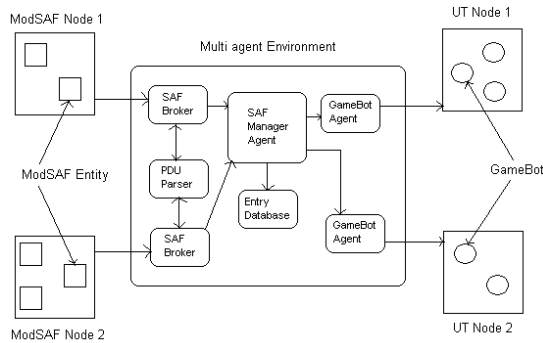 ModSAF Node 1
UT Node 1
Multi agent Environment
SAF
Broker
SAF
Manager
Agent
GameBot
Agent
ModSAF Entity
PDU
Parser
GameBot
Entry
Database
GameBot
Agent
SAF
Broker
ModSAF Node 2
UT Node 2